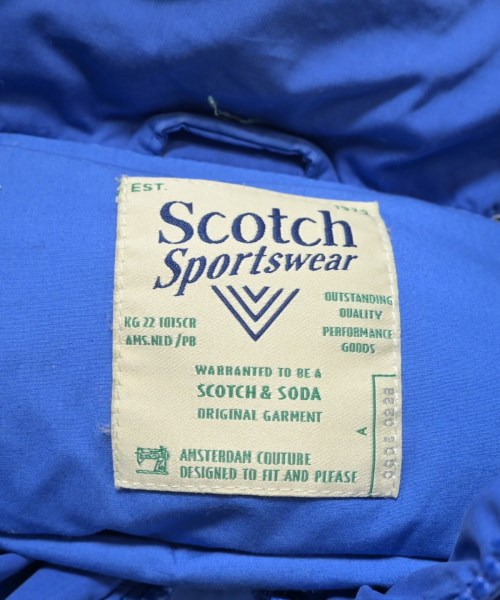 EST.
Scotch
Sportswear
KG 22 1015CR
AMS.NLD /PB
OUTSTANDING
QUALITY
PERFORMANCE
GOODS
WARRANTED TO BE A
SCOTCH & SODA
ORIGINAL GARMENT
A
AMSTERDAM COUTURE
DESIGNED TO FIT AND PLEASE